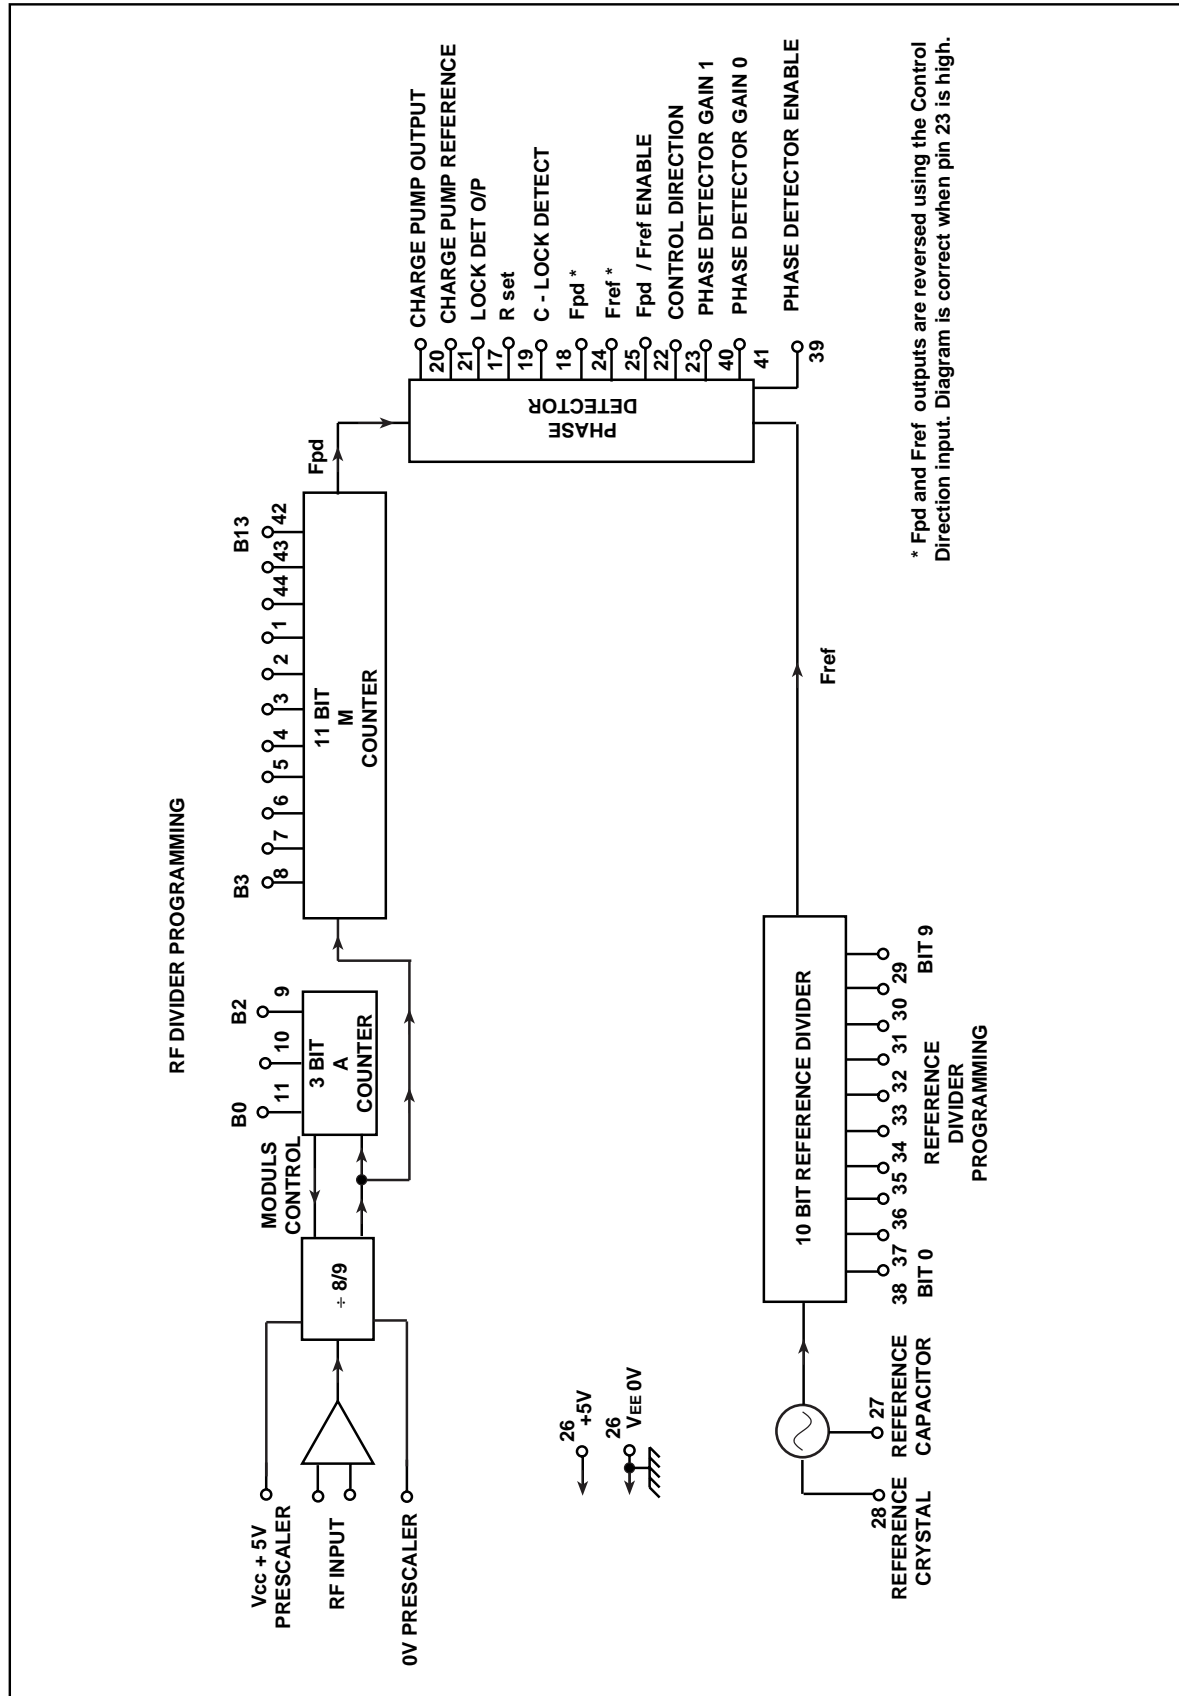 RF DIVIDER PROGRAMMING
B0
B2
B3
B13
11
10
9
8
7
6
5
4
3
2
1
44
43
42
Vcc + 5V
PRESCALER
RF INPUT
0V PRESCALER
÷ 8/9
MODULS
CONTROL
3 BIT
A
COUNTER
11 BIT
M
COUNTER
Fpd
PHASE
DETECTOR
20
CHARGE PUMP OUTPUT
21
CHARGE PUMP REFERENCE
17
LOCK DET O/P
19
R set
18
C - LOCK DETECT
24
Fpd *
25
Fref *
22
Fpd / Fref ENABLE
23
CONTROL DIRECTION
40
PHASE DETECTOR GAIN 1
41
PHASE DETECTOR GAIN 0
39
PHASE DETECTOR ENABLE
26
+5V
26
VEE 0V
Fref
10 BIT REFERENCE DIVIDER
38
37
36
35
34
33
32
31
30
29
BIT 0
BIT 9
REFERENCE
DIVIDER
PROGRAMMING
28
REFERENCE
CRYSTAL
27
REFERENCE
CAPACITOR
* Fpd and Fref outputs are reversed using the Control
Direction input. Diagram is correct when pin 23 is high.